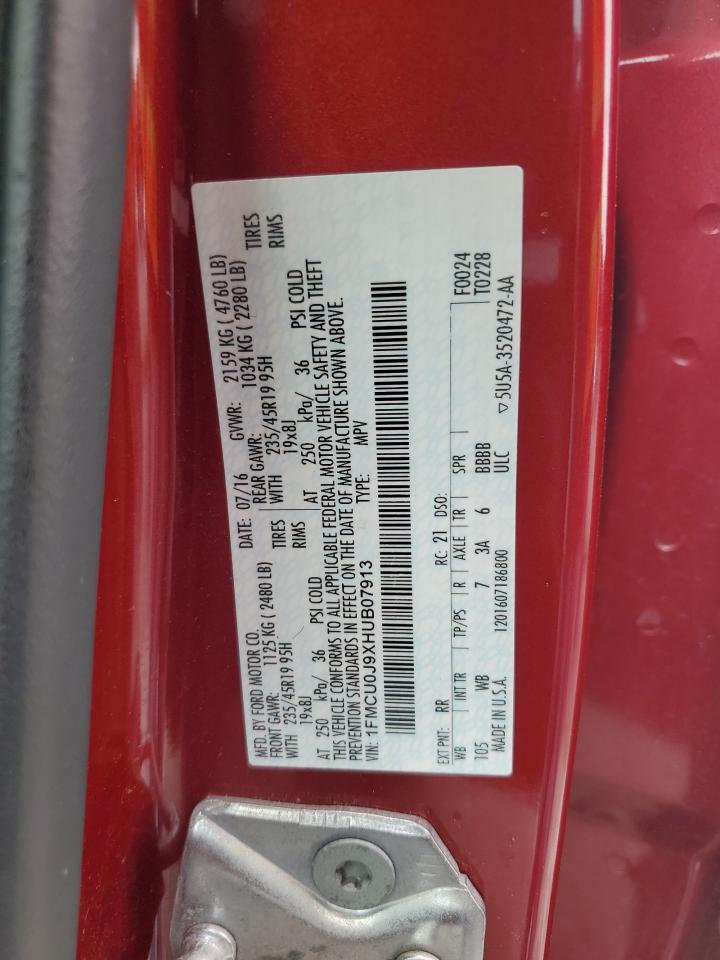 MFD. BY FORD MOTOR CO. DATE: 07/16 GVWR: 2159 KG ( 4760 LB)
FRONT GAWR: 1125 KG ( 2480 LB) REAR GAWR: 1034 KG ( 2280 LB)
WITH 235/45R19 95H TIRES WITH 235/45R19 95H TIRES
19x8J RIMS 19x8J RIMS
AT 250 kPa/ 36 PSI COLD AT 250 kPa/ 36 PSI COLD
THIS VEHICLE CONFORMS TO ALL APPLICABLE FEDERAL MOTOR VEHICLE SAFETY AND THEFT
PREVENTION STANDARDS IN EFFECT ON THE DATE OF MANUFACTURE SHOWN ABOVE.
VIN: 1FMCU0J9XHUB07913 TYPE: MPV
EXT PNT: RR RC: 21 DSO: F0024
WB INT TR TP/PS R AXLE TR SPR T0228
105 WB 7 3A 6 BBBB
MADE IN U.S.A. 1201607186800 ULC
▽5U5A-3520472-AA